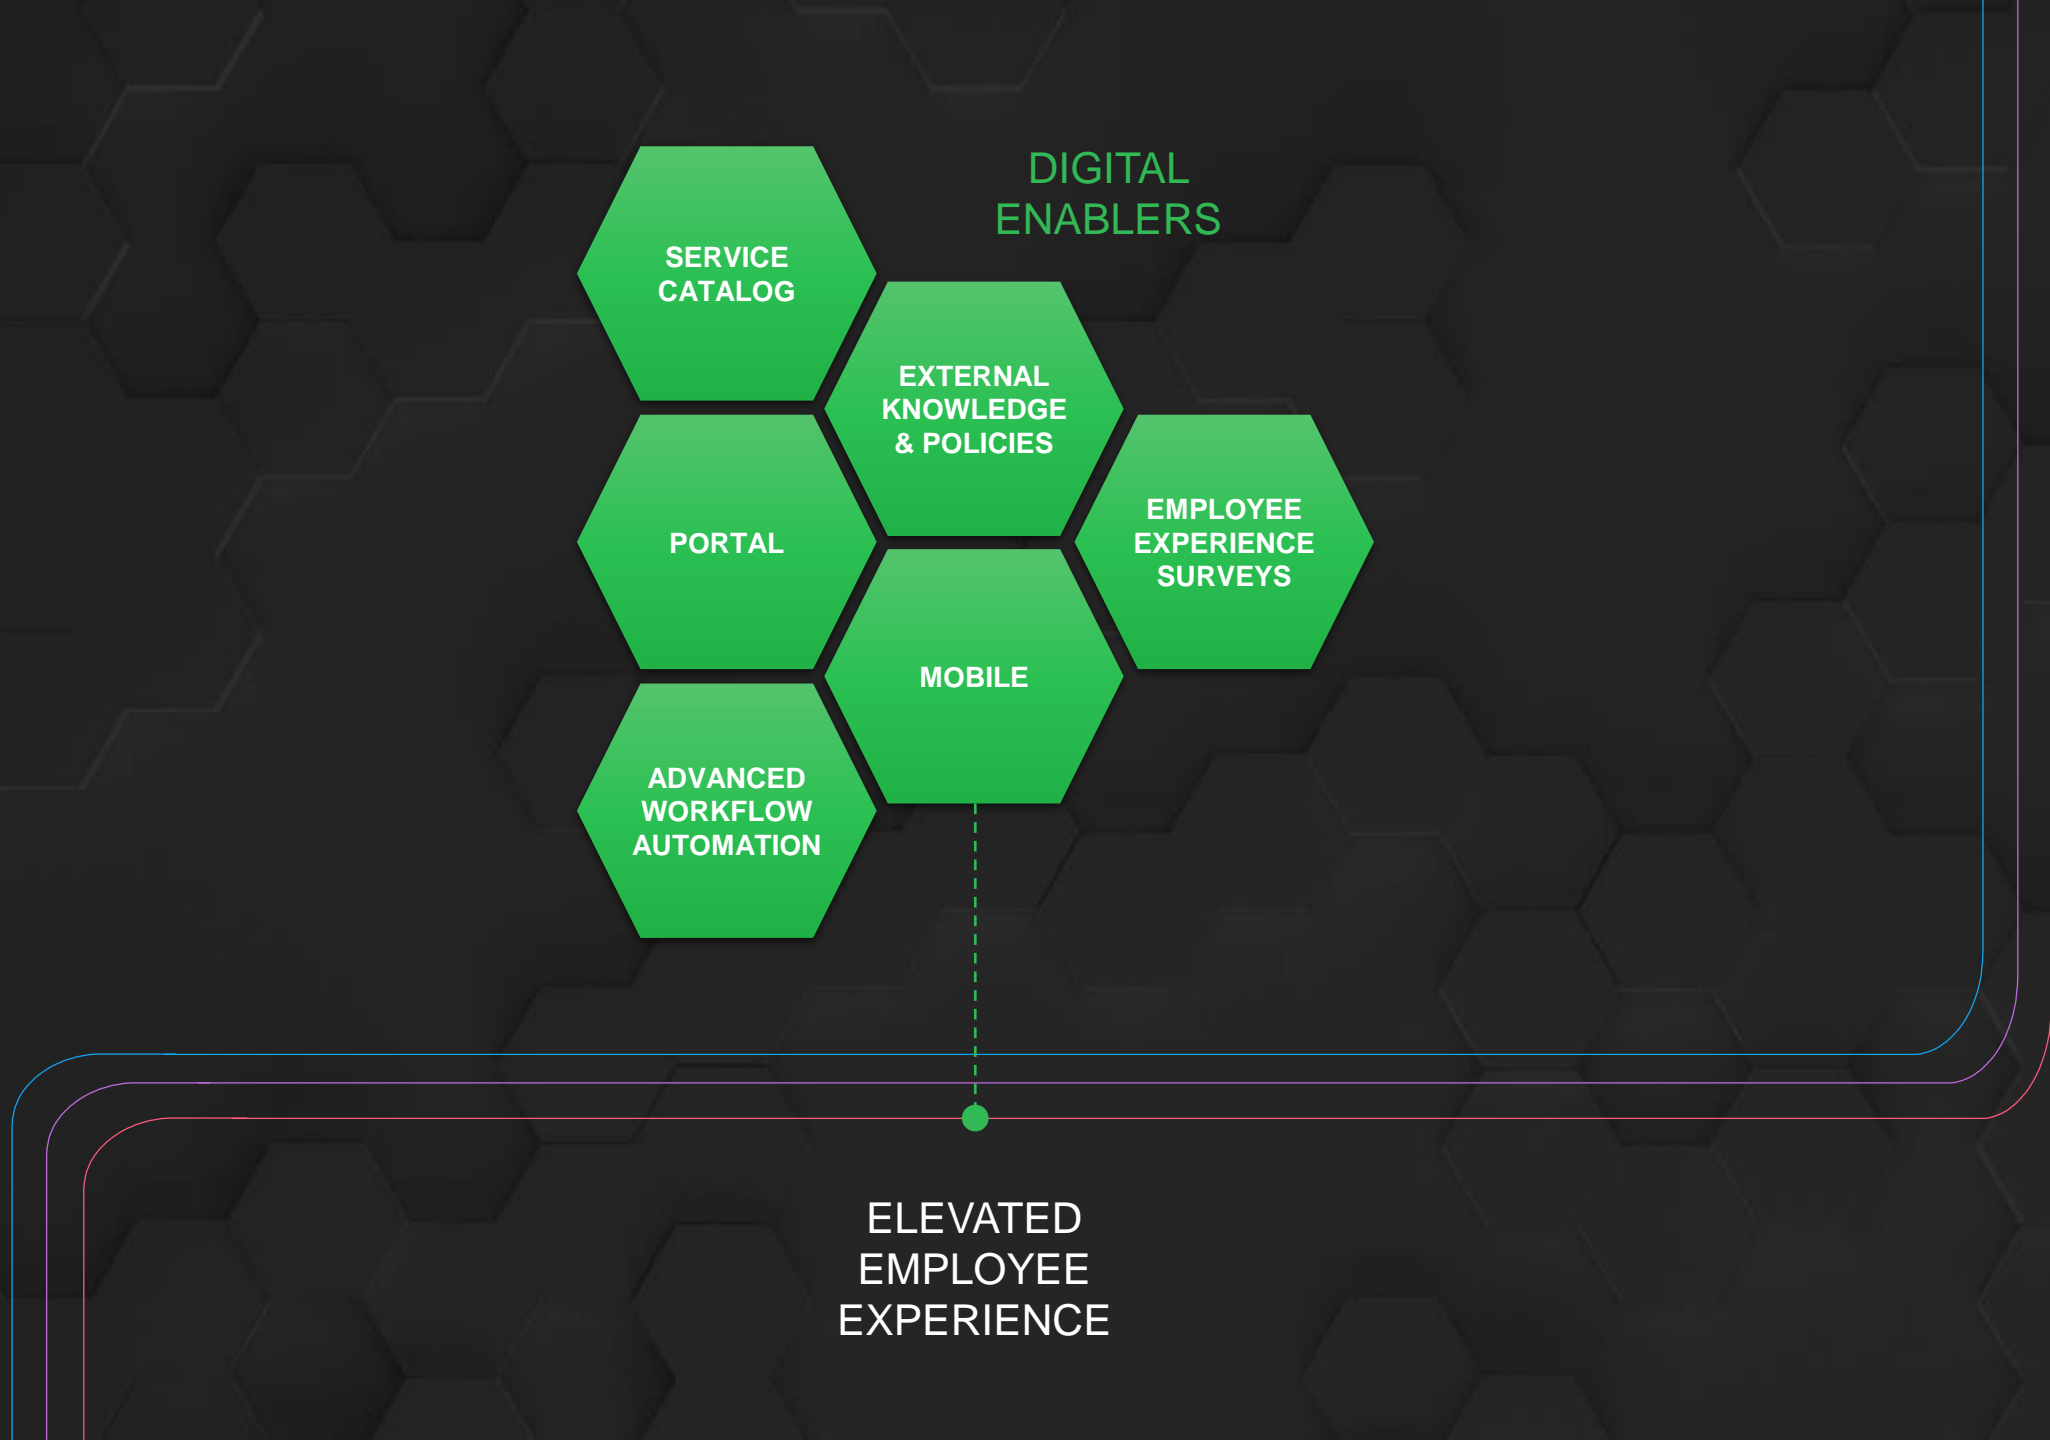 DIGITAL
ENABLERS
SERVICE
CATALOG
EXTERNAL
KNOWLEDGE
& POLICIES
PORTAL
EMPLOYEE
EXPERIENCE
SURVEYS
MOBILE
ADVANCED
WORKFLOW
AUTOMATION
ELEVATED
EMPLOYEE
EXPERIENCE